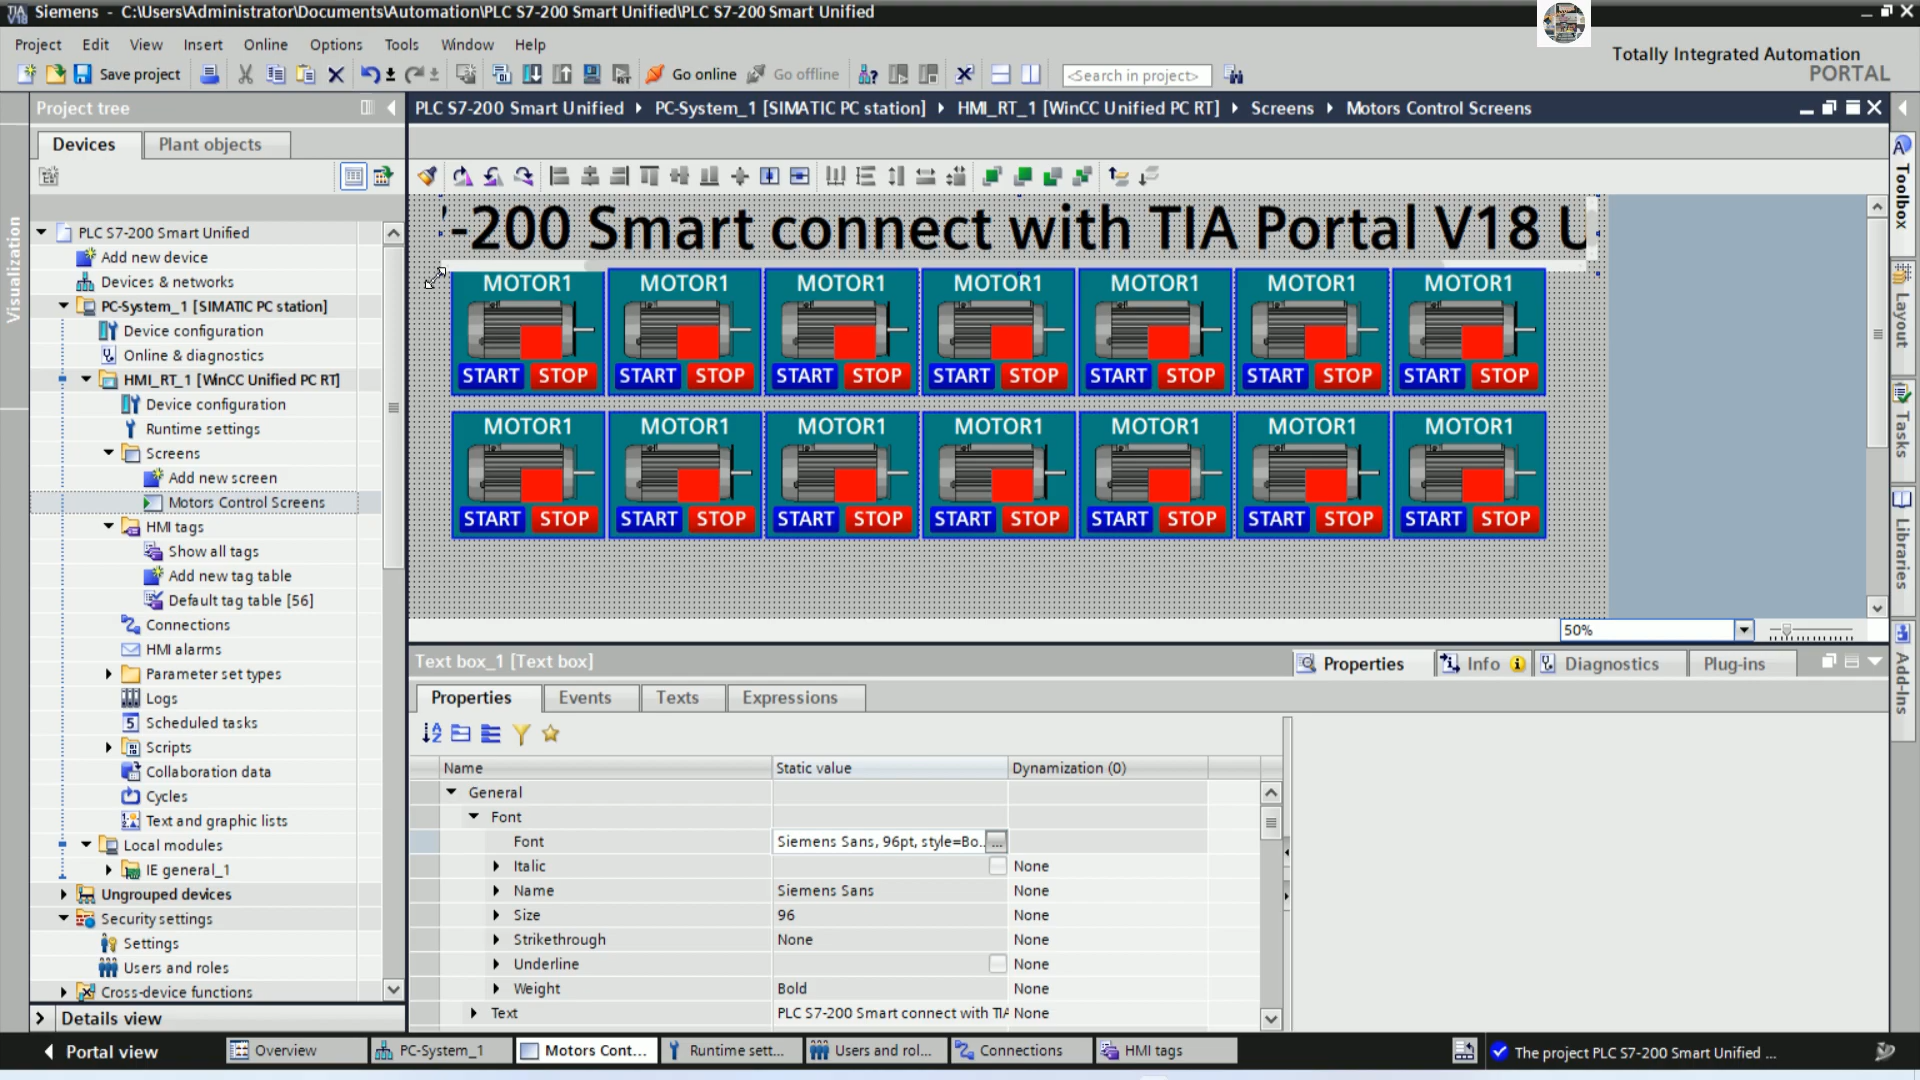 Siemens - C:\Users\Administrator\Documents\Automation\PLC S7-200 Smart Unified\PLC S7-200 Smart Unified
Project Edit View Insert Online Options Tools Window Help
Totally Integrated Automation
PORTAL
Save project
Go online
Go offline
<Search in project>
Project tree
PLC S7-200 Smart Unified
PC-System_1 [SIMATIC PC station]
HMI_RT_1 [WinCC Unified PC RT]
Screens
Motors Control Screens
Devices
Plant objects
Visualization
PLC S7-200 Smart Unified
Add new device
Devices & networks
PC-System_1 [SIMATIC PC station]
Device configuration
Online & diagnostics
HMI_RT_1 [WinCC Unified PC RT]
Device configuration
Runtime settings
Screens
Add new screen
Motors Control Screens
HMI tags
Show all tags
Add new tag table
Default tag table [56]
Connections
HMI alarms
Parameter set types
Logs
Scheduled tasks
Scripts
Collaboration data
Cycles
Text and graphic lists
Local modules
IE general_1
Ungrouped devices
Security settings
Settings
Users and roles
Cross-device functions
Details view
-200 Smart connect with TIA Portal V18 U
MOTOR1 MOTOR1 MOTOR1 MOTOR1 MOTOR1 MOTOR1 MOTOR1
START STOP START STOP START STOP START STOP START STOP START STOP START STOP
MOTOR1 MOTOR1 MOTOR1 MOTOR1 MOTOR1 MOTOR1 MOTOR1
START STOP START STOP START STOP START STOP START STOP START STOP START STOP
50%
Toolbox
Layout
Tasks
Libraries
Add-Ins
Text box_1 [Text box]
Properties Info Diagnostics Plug-ins
Properties Events Texts Expressions
Name Static value Dynamization (0)
General
Font
Font Siemens Sans, 96pt, style=Bo.. ...
Italic None
Name Siemens Sans None
Size 96 None
Strikethrough None None
Underline None
Weight Bold None
Text PLC S7-200 Smart connect with TIA None
Portal view
Overview
PC-System_1
Motors Cont...
Runtime sett...
Users and rol...
Connections
HMI tags
The project PLC S7-200 Smart Unified ...